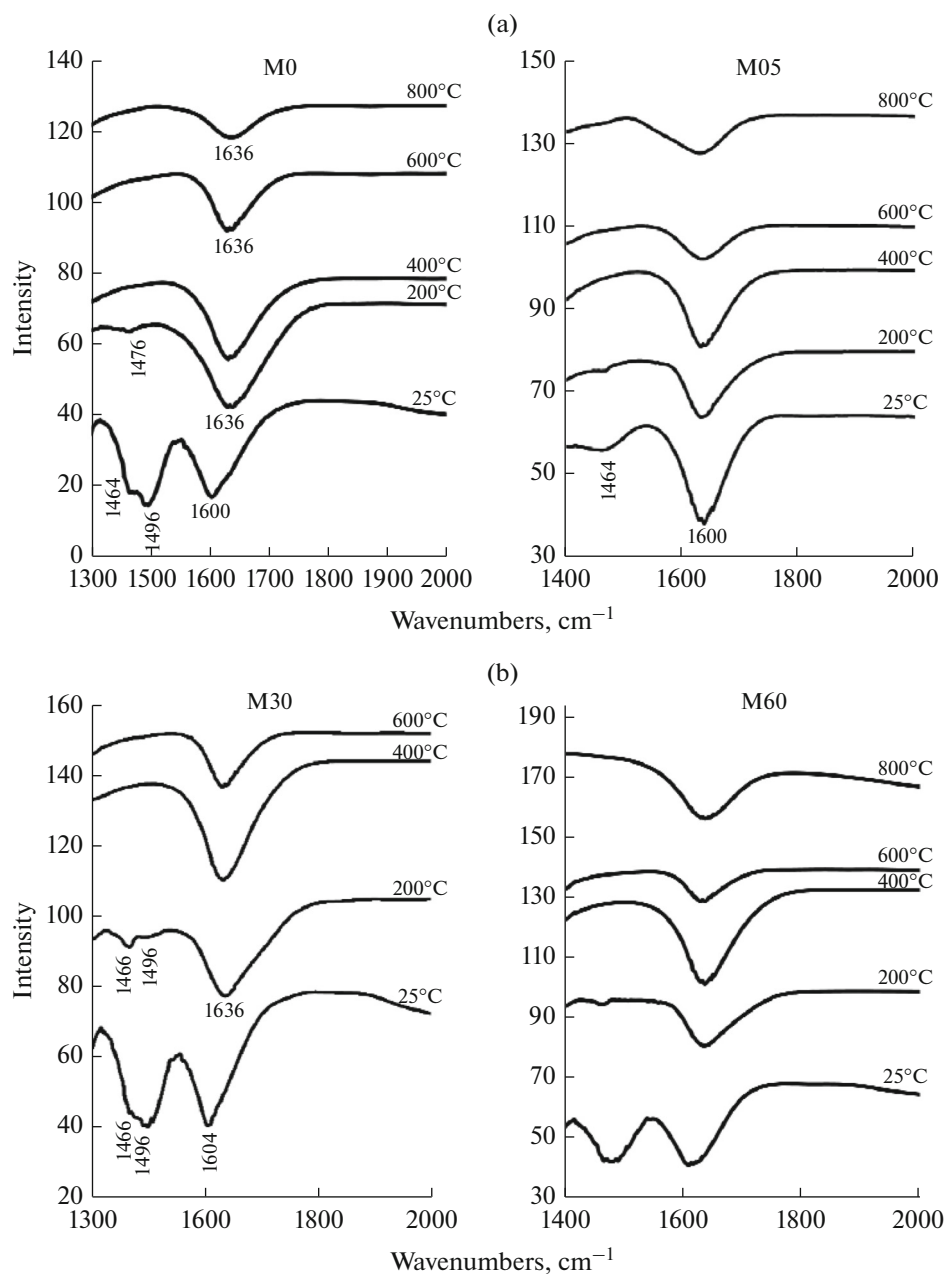 (a)
M0
M05
140
120
100
80
60
40
20
0
Intensity
800°C
1636
600°C
1636
400°C
200°C
1476
1636
25°C
1464
1496
1600
1300 1500 1600 1700 1900 2000
150
130
110
90
70
50
30
800°C
600°C
400°C
200°C
25°C
1464
1600
1400 1600 1800 2000
Wavenumbers, cm⁻¹
(b)
M30
M60
160
140
120
100
80
60
40
20
Intensity
600°C
400°C
200°C
1466
1496
1636
25°C
1466
1496
1604
1300 1600 1800 2000
190
170
150
130
110
90
70
50
30
800°C
600°C
400°C
200°C
25°C
1400 1600 1800 2000
Wavenumbers, cm⁻¹